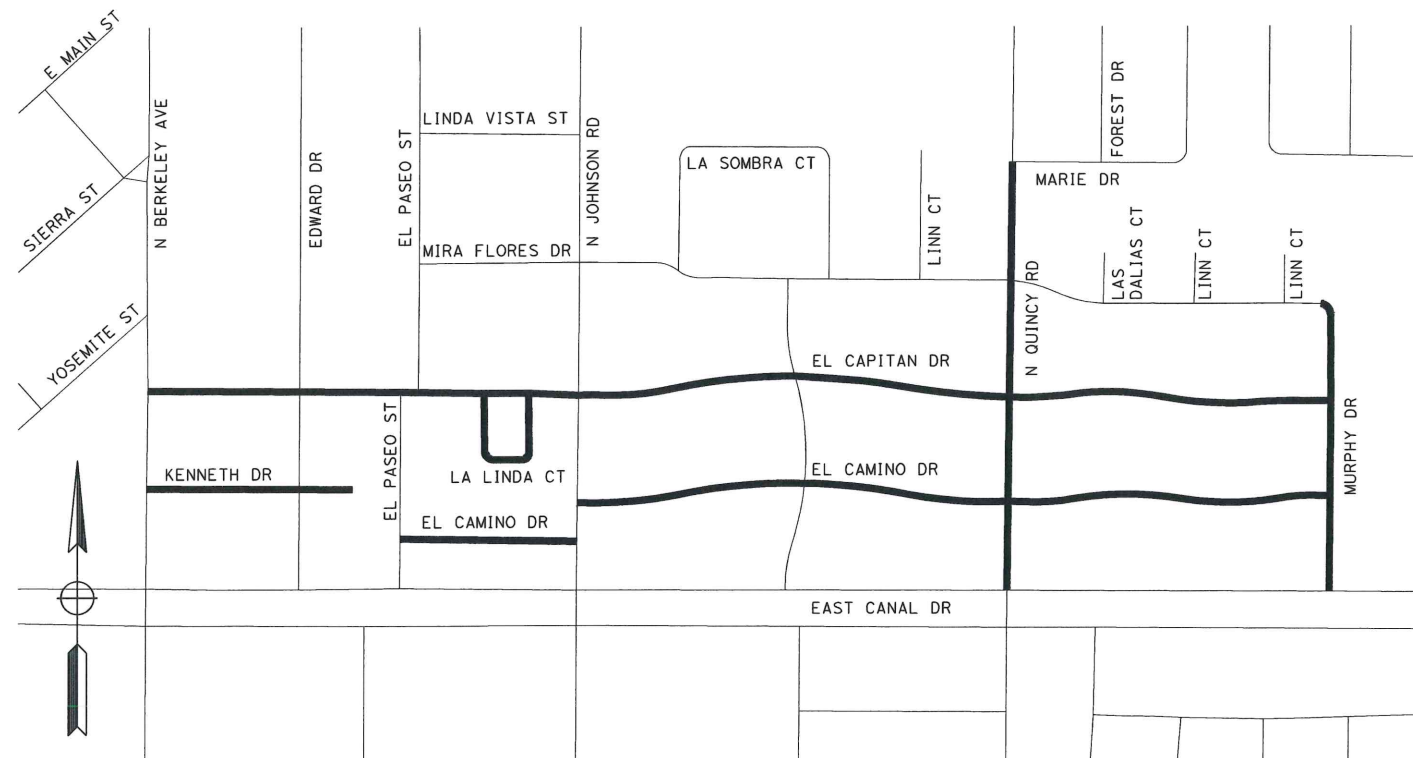 E MAIN ST
SIERRA ST
YOSEMITE ST
N BERKELEY AVE
EDWARD DR
EL PASEO ST
LINDA VISTA ST
N JOHNSON RD
MIRA FLORES DR
LA SOMBRA CT
LINN CT
FOREST DR
MARIE DR
N QUINCY RD
LAS
DALIAS CT
LINN CT
LINN CT
EL CAPITAN DR
MURPHY DR
KENNETH DR
EL PASEO ST
LA LINDA CT
EL CAMINO DR
EL CAMINO DR
EAST CANAL DR